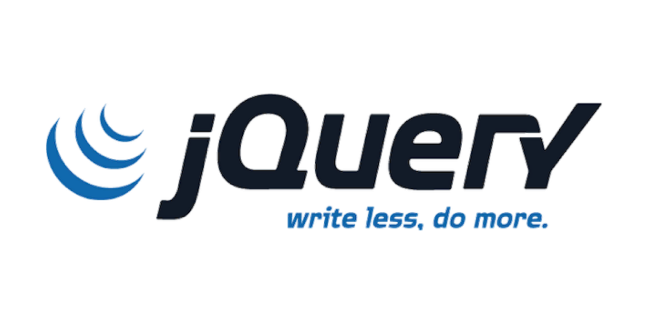 jQuery
write less, do more.